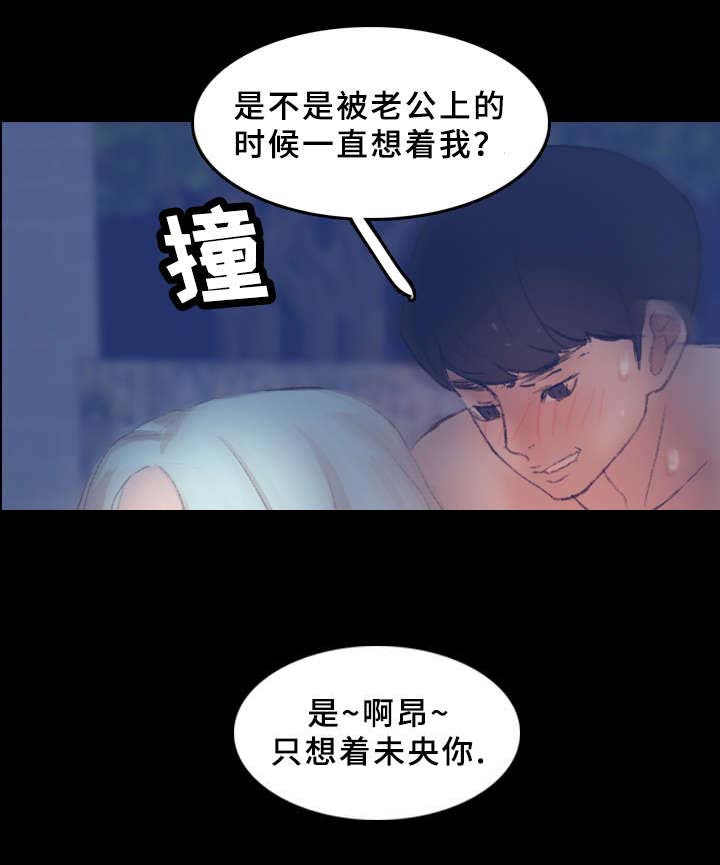 是不是被老公上的
时候一直想着我？
撞
是~啊昂~
只想着未央你.